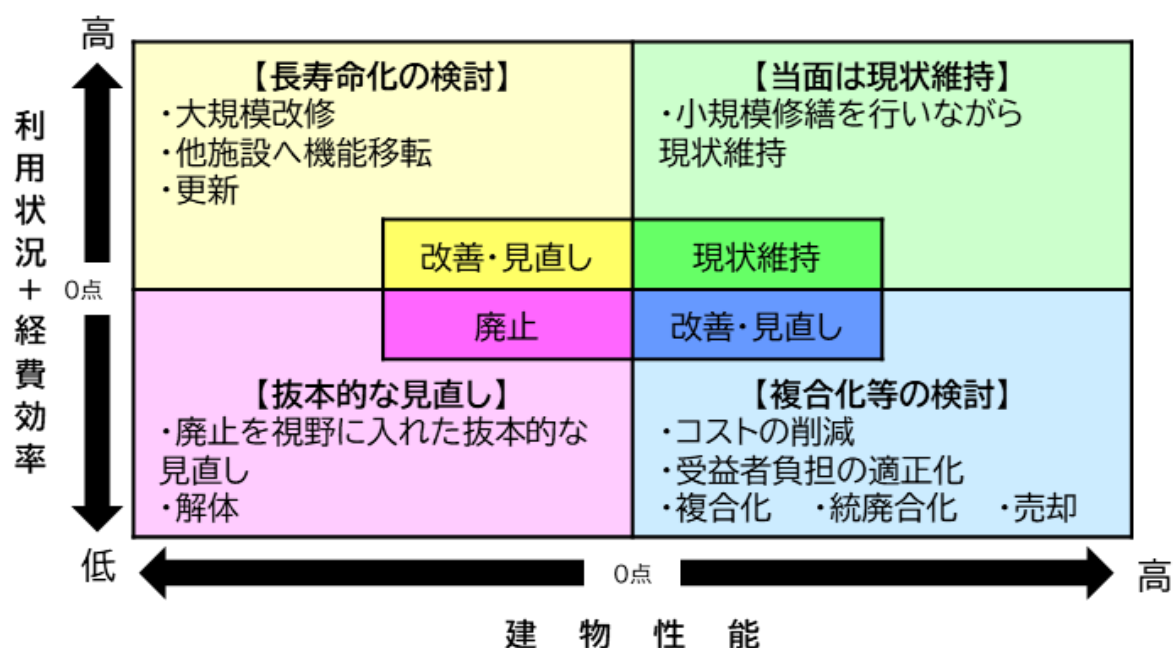 高
利用状況＋経費効率
0点
低
【長寿命化の検討】
・大規模改修
・他施設へ機能移転
・更新
改善・見直し
【当面は現状維持】
・小規模修繕を行いながら
現状維持
現状維持
廃止
【抜本的な見直し】
・廃止を視野に入れた抜本的な
見直し
・解体
改善・見直し
【複合化等の検討】
・コストの削減
・受益者負担の適正化
・複合化　・統廃合化　・売却
0点
高
建物性能